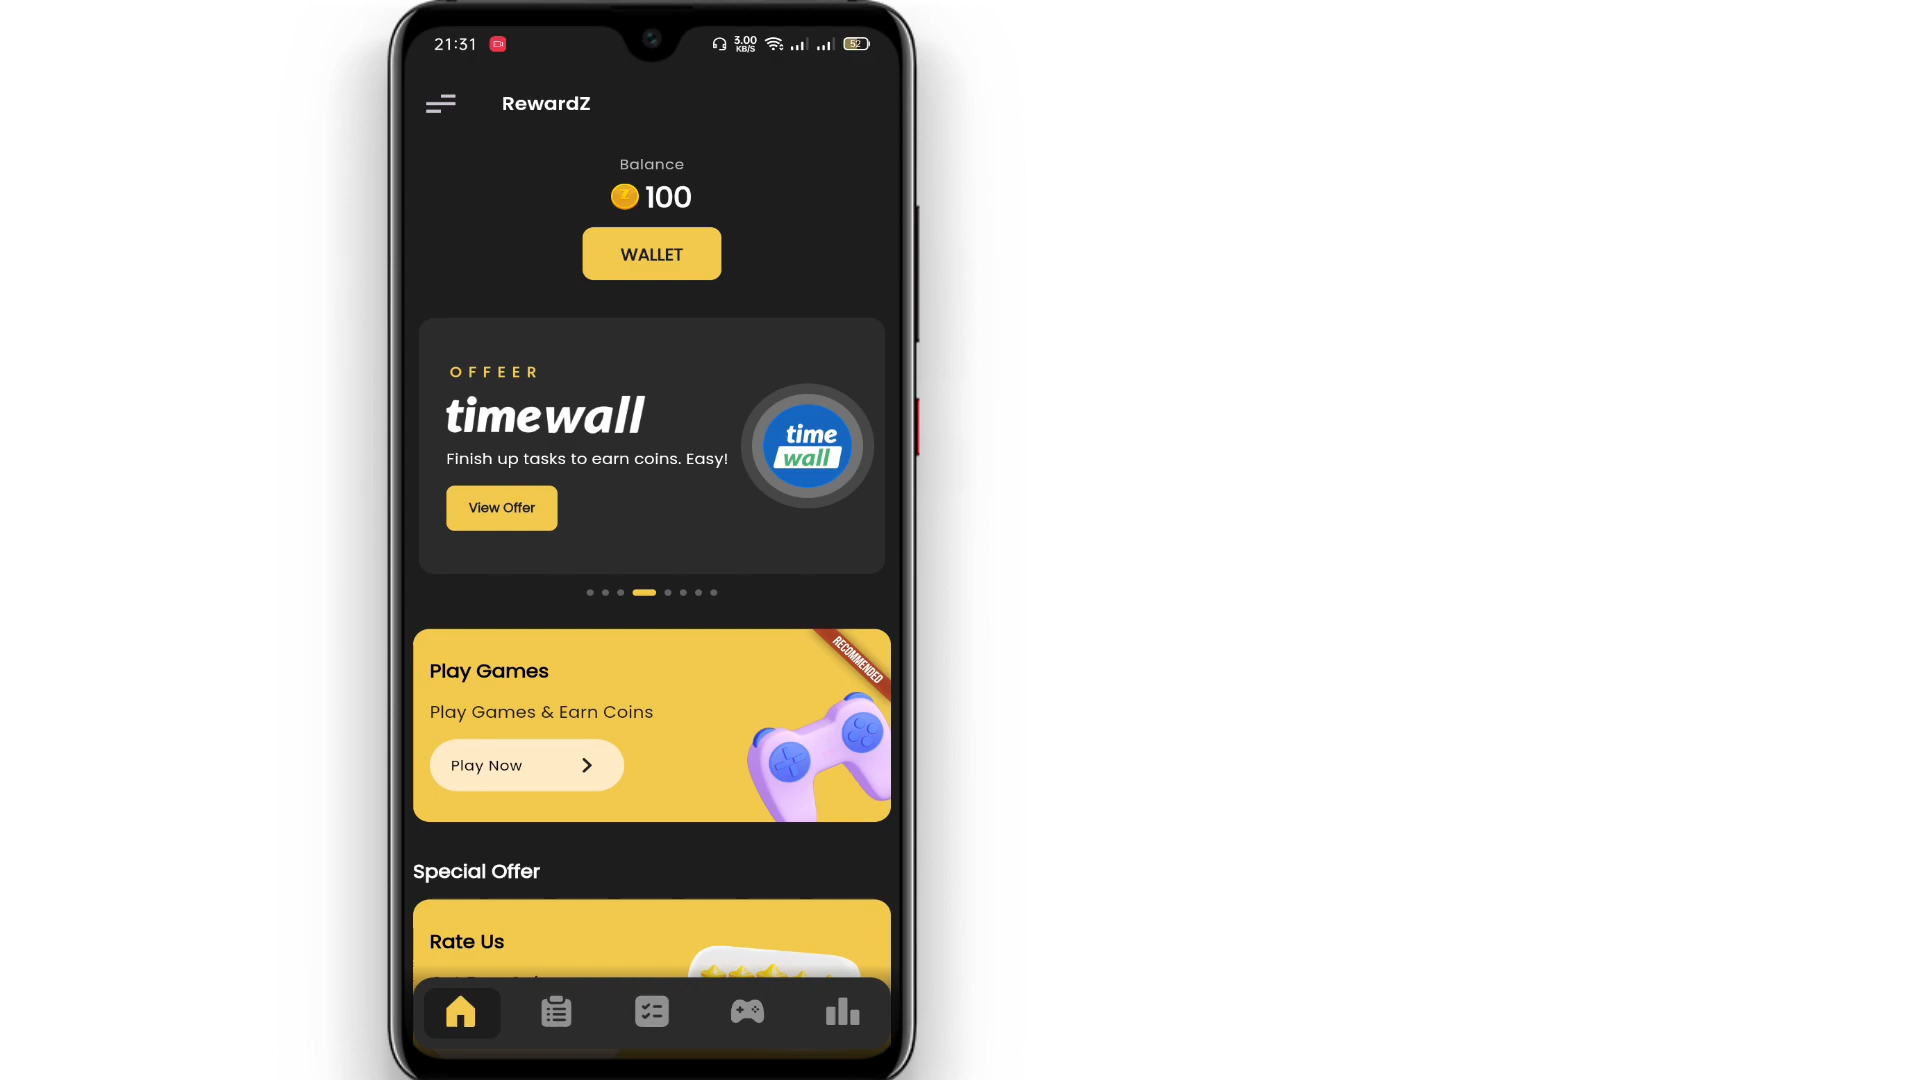 21:31
3.00
KB/S
52
RewardZ
Balance
100
WALLET
OFFEER
timewall
time
wall
Finish up tasks to earn coins. Easy!
View Offer
RECOMMENDED
Play Games
Play Games & Earn Coins
Play Now
Special Offer
Rate Us